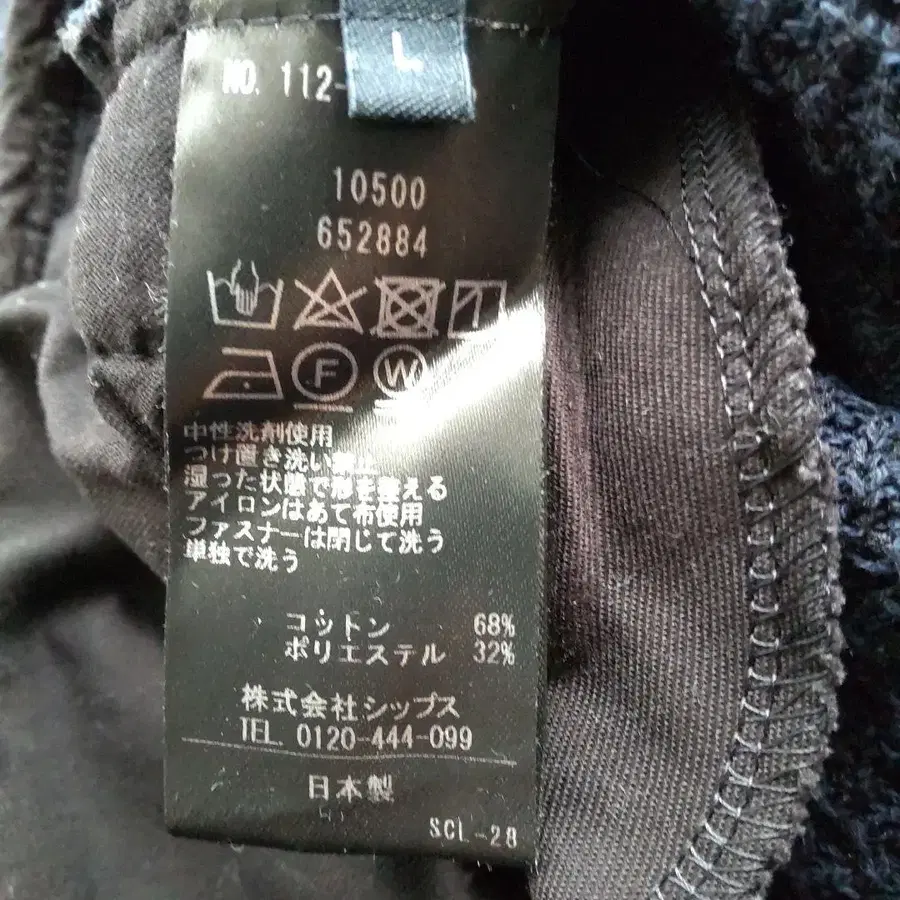 L
NO. 112-
10500
652884
F W
中性洗剤使用
つけ置き洗い禁止
湿った状態で形を整える
アイロンはあて布使用
ファスナーは閉じて洗う
単独で洗う
コットン 68%
ポリエステル 32%
株式会社シップス
TEL. 0120-444-099
日本製
SCL-28